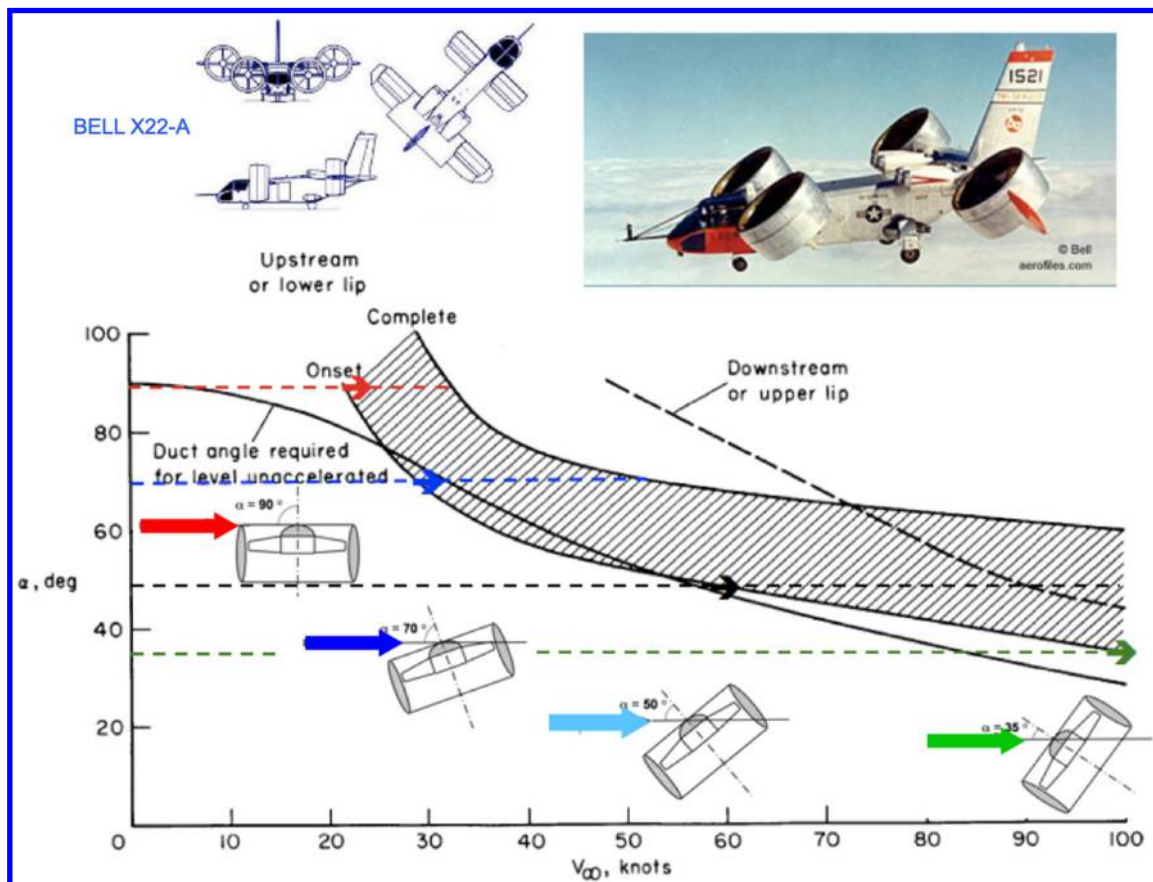 BELL X22-A
1521
© Bell
aerofiles.com
Upstream
or lower lip
Complete
Onset
Downstream
or upper lip
Duct angle required
for level unaccelerated
α = 90 °
α = 70 °
α = 50 °
α = 35 °
α, deg
100
80
60
40
20
0
10
20
30
40
50
60
70
80
90
100
V∞, knots